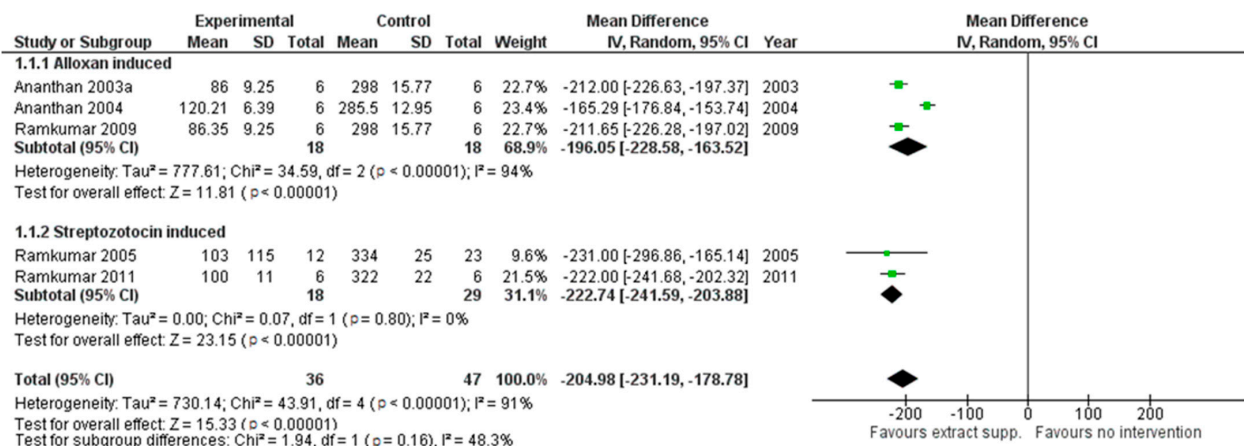 Experimental Control Mean Difference Mean Difference
Study or Subgroup Mean SD Total Mean SD Total Weight IV, Random, 95% CI Year IV, Random, 95% CI
1.1.1 Alloxan induced
Ananthan 2003a 86 9.25 6 298 15.77 6 22.7% -212.00 [-226.63, -197.37] 2003
Ananthan 2004 120.21 6.39 6 285.5 12.95 6 23.4% -165.29 [-176.84, -153.74] 2004
Ramkumar 2009 86.35 9.25 6 298 15.77 6 22.7% -211.65 [-226.28, -197.02] 2009
Subtotal (95% CI) 18 18 68.9% -196.05 [-228.58, -163.52]
Heterogeneity: Tau² = 777.61; Chi² = 34.59, df = 2 (p < 0.00001); I² = 94%
Test for overall effect: Z = 11.81 (p < 0.00001)
1.1.2 Streptozotocin induced
Ramkumar 2005 103 115 12 334 25 23 9.6% -231.00 [-296.86, -165.14] 2005
Ramkumar 2011 100 11 6 322 22 6 21.5% -222.00 [-241.68, -202.32] 2011
Subtotal (95% CI) 18 29 31.1% -222.74 [-241.59, -203.88]
Heterogeneity: Tau² = 0.00; Chi² = 0.07, df = 1 (p = 0.80); I² = 0%
Test for overall effect: Z = 23.15 (p < 0.00001)
Total (95% CI) 36 47 100.0% -204.98 [-231.19, -178.78]
Heterogeneity: Tau² = 730.14; Chi² = 43.91, df = 4 (p < 0.00001); I² = 91%
Test for overall effect: Z = 15.33 (p < 0.00001)
Test for subgroup differences: Chi² = 1.94, df = 1 (p = 0.16), I² = 48.3%
-200 -100 0 100 200
Favours extract supp. Favours no intervention